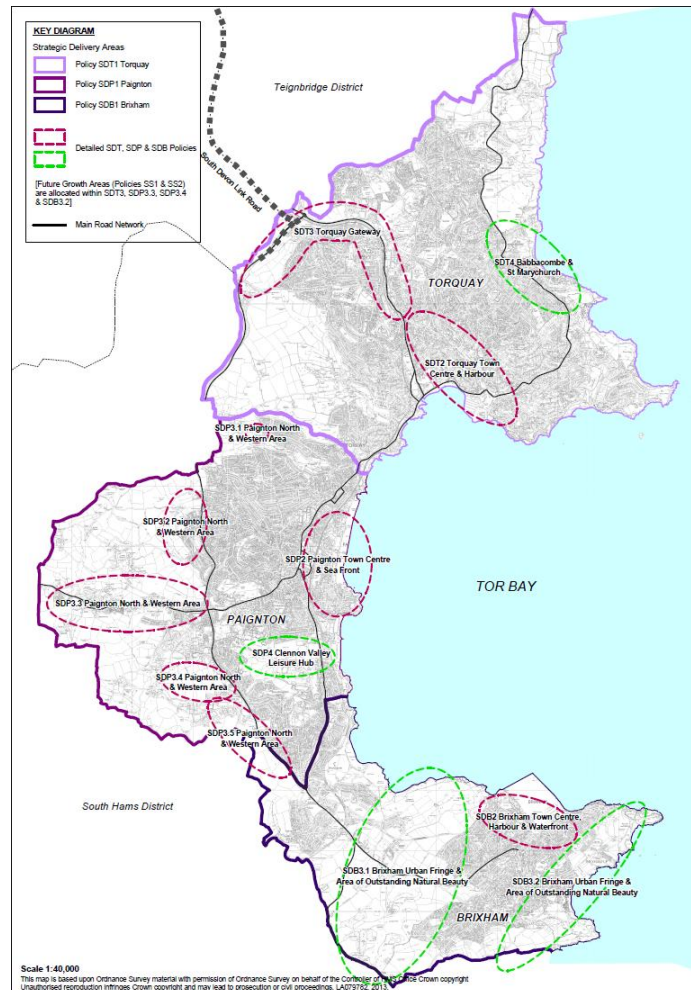 KEY DIAGRAM
Strategic Delivery Areas
Policy SDT1 Torquay
Policy SDP1 Paignton
Policy SDB1 Brixham
Detailed SDT, SDP & SDB Policies
[Future Growth Areas (Policies SS1 & SS2)
are allocated within SDT3, SDP3.3, SDP3.4
& SDB3.2]
Main Road Network
Teignbridge District
South Devon Link Road
SDT3 Torquay Gateway
SDT4 Babbacombe &
St Marychurch
TORQUAY
SDT2 Torquay Town
Centre & Harbour
SDP3.1 Paignton North
& Western Area
SDP3.2 Paignton North
& Western Area
SDP2 Paignton Town Centre
& Sea Front
TOR BAY
SDP3.3 Paignton North & Western Area
PAIGNTON
SDP4 Clennon Valley
Leisure Hub
SDP3.4 Paignton North
& Western Area
SDP3.5 Paignton North
& Western Area
South Hams District
SDB2 Brixham Town Centre,
Harbour & Waterfront
SDB3.1 Brixham Urban Fringe &
Area of Outstanding Natural Beauty
SDB3.2 Brixham Urban Fringe &
Area of Outstanding Natural Beauty
BRIXHAM
Scale 1:40,000
This map is based upon Ordnance Survey material with permission of Ordnance Survey on behalf of the Controller of Crown copyright
Unauthorised reproduction infringes Crown copyright and may lead to prosecution or civil proceedings. LA079782, 2013.